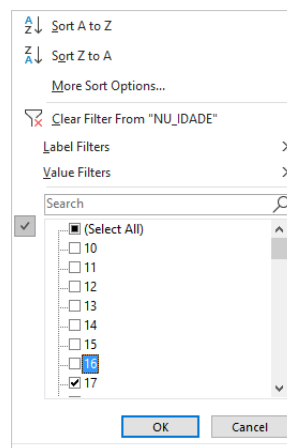 Sort A to Z
Sort Z to A
More Sort Options...
Clear Filter From "NU_IDADE"
Label Filters
Value Filters
Search
(Select All)
10
11
12
13
14
15
16
17
OK
Cancel